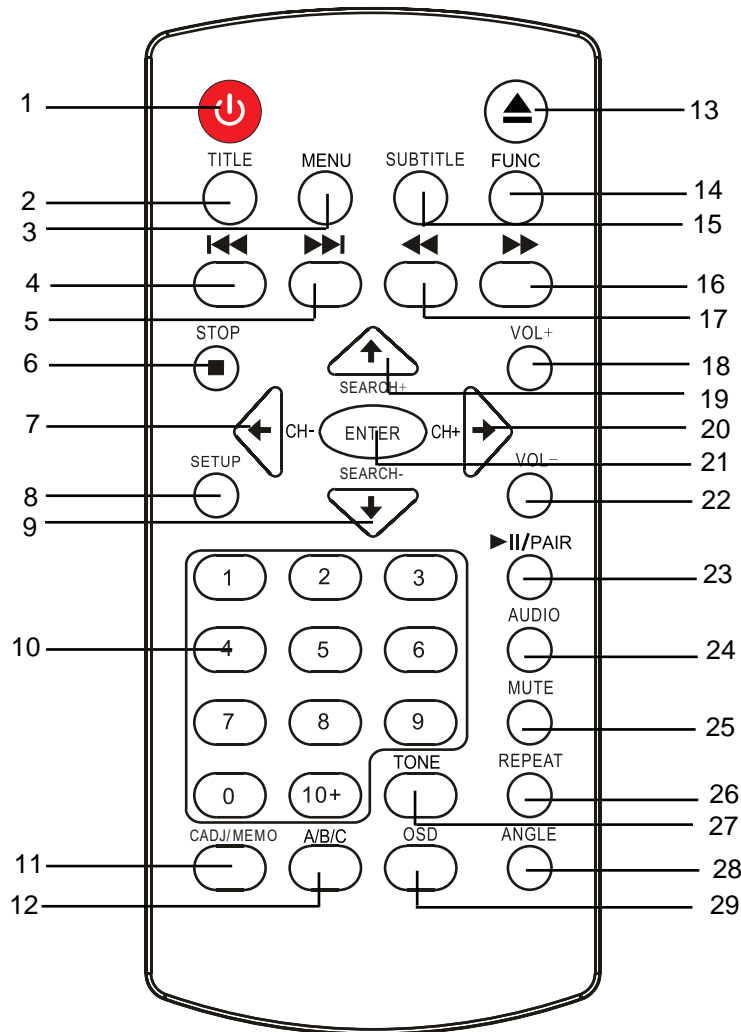 1
13
TITLE MENU SUBTITLE FUNC
2
14
3
15
4
16
5
17
STOP VOL+
6
18
SEARCH+
19
7 CH- ENTER CH+ 20
21
SETUP SEARCH- VOL-
8
22
9
/PAIR
1 2 3
23
AUDIO
10 4 5 6
24
MUTE
7 8 9
25
TONE REPEAT
0 10+
26
27
CADJ/MEMO A/B/C OSD ANGLE
11
28
12
29